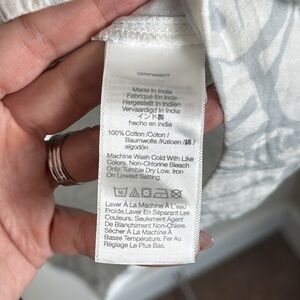 Made In India
Fabriqué En Inde
Hergestellt In Indien
Vervaardigd In India
インド製
hecho en indio
100% Cotton /Coton /
Baumwolle /Katoen /綿 /
algodón
Machine Wash Cold With Like
Colors, Non-Chlorine Bleach
Only, Tumble Dry Low, Iron
on Lowest Setting.
Laver À La Machine À L'eau
Froide,Laver En Séparant Les
Couleurs. Seulement Agent
De Blanchiment Non-Chloré.
Sécher À La Machine À
Basse Température. Fer Au
Réglage Le Plus Bas.